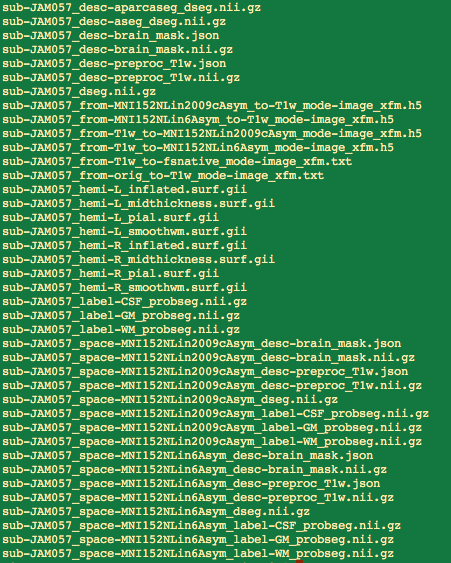 sub-JAM057_desc-aparcaseg_dseg.nii.gz
sub-JAM057_desc-aseg_dseg.nii.gz
sub-JAM057_desc-brain_mask.json
sub-JAM057_desc-brain_mask.nii.gz
sub-JAM057_desc-preproc_T1w.json
sub-JAM057_desc-preproc_T1w.nii.gz
sub-JAM057_dseg.nii.gz
sub-JAM057_from-MNI152NLin2009cAsym_to-T1w_mode-image_xfm.h5
sub-JAM057_from-MNI152NLin6Asym_to-T1w_mode-image_xfm.h5
sub-JAM057_from-T1w_to-MNI152NLin2009cAsym_mode-image_xfm.h5
sub-JAM057_from-T1w_to-MNI152NLin6Asym_mode-image_xfm.h5
sub-JAM057_from-T1w_to-fsnative_mode-image_xfm.txt
sub-JAM057_from-orig_to-T1w_mode-image_xfm.txt
sub-JAM057_hemi-L_inflated.surf.gii
sub-JAM057_hemi-L_midthickness.surf.gii
sub-JAM057_hemi-L_pial.surf.gii
sub-JAM057_hemi-L_smoothwm.surf.gii
sub-JAM057_hemi-R_inflated.surf.gii
sub-JAM057_hemi-R_midthickness.surf.gii
sub-JAM057_hemi-R_pial.surf.gii
sub-JAM057_hemi-R_smoothwm.surf.gii
sub-JAM057_label-CSF_probseg.nii.gz
sub-JAM057_label-GM_probseg.nii.gz
sub-JAM057_label-WM_probseg.nii.gz
sub-JAM057_space-MNI152NLin2009cAsym_desc-brain_mask.json
sub-JAM057_space-MNI152NLin2009cAsym_desc-brain_mask.nii.gz
sub-JAM057_space-MNI152NLin2009cAsym_desc-preproc_T1w.json
sub-JAM057_space-MNI152NLin2009cAsym_desc-preproc_T1w.nii.gz
sub-JAM057_space-MNI152NLin2009cAsym_dseg.nii.gz
sub-JAM057_space-MNI152NLin2009cAsym_label-CSF_probseg.nii.gz
sub-JAM057_space-MNI152NLin2009cAsym_label-GM_probseg.nii.gz
sub-JAM057_space-MNI152NLin2009cAsym_label-WM_probseg.nii.gz
sub-JAM057_space-MNI152NLin6Asym_desc-brain_mask.json
sub-JAM057_space-MNI152NLin6Asym_desc-brain_mask.nii.gz
sub-JAM057_space-MNI152NLin6Asym_desc-preproc_T1w.json
sub-JAM057_space-MNI152NLin6Asym_desc-preproc_T1w.nii.gz
sub-JAM057_space-MNI152NLin6Asym_dseg.nii.gz
sub-JAM057_space-MNI152NLin6Asym_label-CSF_probseg.nii.gz
sub-JAM057_space-MNI152NLin6Asym_label-GM_probseg.nii.gz
sub-JAM057_space-MNI152NLin6Asym_label-WM_probseg.nii.gz